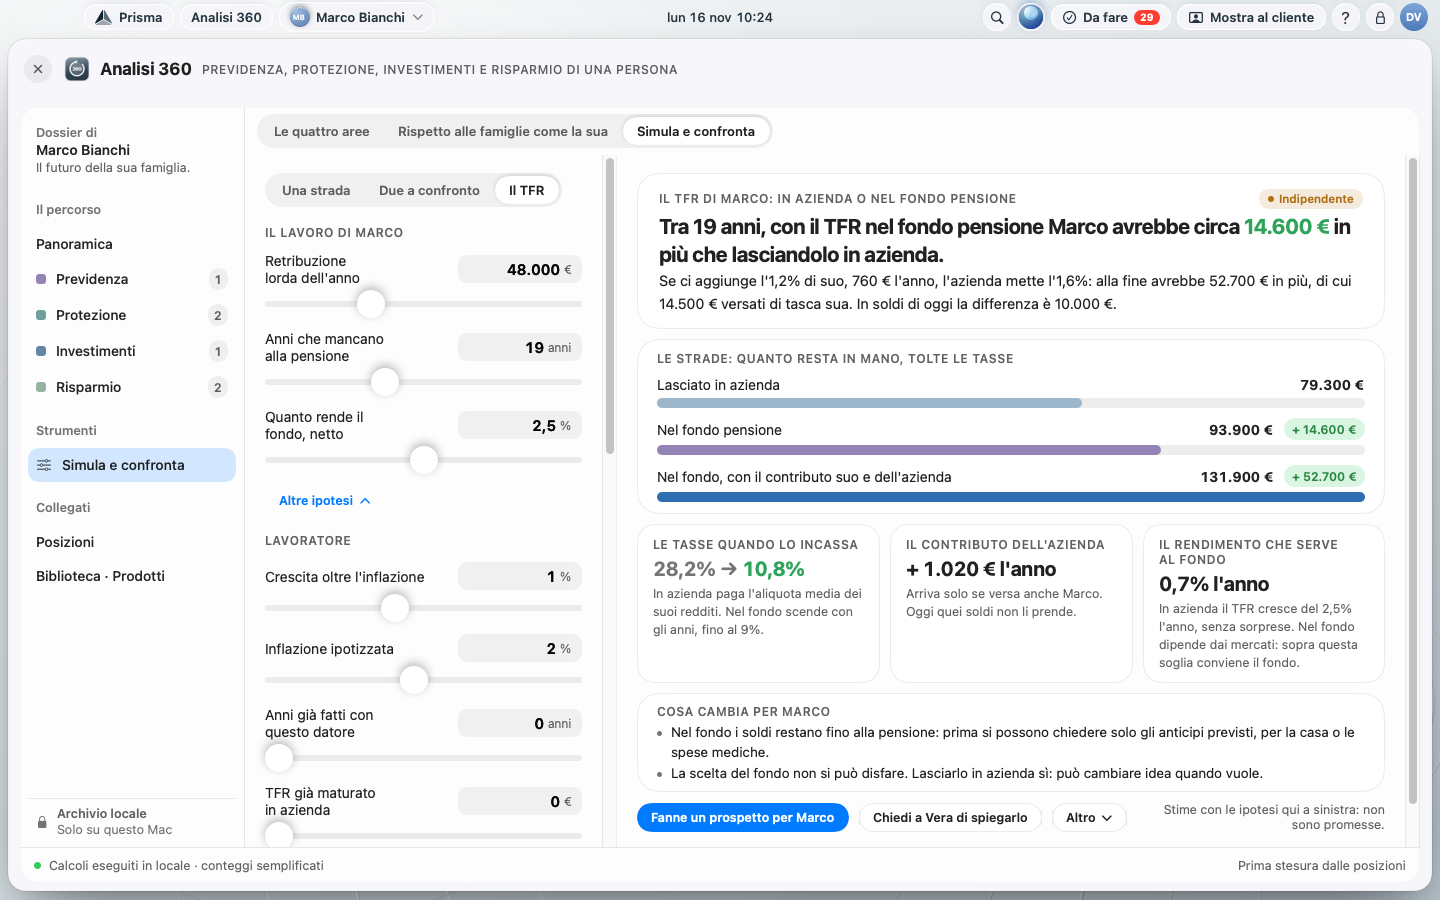 Prisma
Analisi 360
MB Marco Bianchi
lun 16 nov 10:24
Da fare 29
Mostra al cliente
?
DV
360
Analisi 360 PREVIDENZA, PROTEZIONE, INVESTIMENTI E RISPARMIO DI UNA PERSONA
Dossier di
Marco Bianchi
Il futuro della sua famiglia.
Il percorso
Panoramica
Previdenza 1
Protezione 2
Investimenti 1
Risparmio 2
Strumenti
Simula e confronta
Collegati
Posizioni
Biblioteca · Prodotti
Archivio locale
Solo su questo Mac
Le quattro aree
Rispetto alle famiglie come la sua
Simula e confronta
Una strada
Due a confronto
Il TFR
IL LAVORO DI MARCO
Retribuzione
lorda dell'anno
48.000 €
Anni che mancano
alla pensione
19 anni
Quanto rende il
fondo, netto
2,5 %
Altre ipotesi
LAVORATORE
Crescita oltre l'inflazione
1 %
Inflazione ipotizzata
2 %
Anni già fatti con
questo datore
0 anni
TFR già maturato
in azienda
0 €
IL TFR DI MARCO: IN AZIENDA O NEL FONDO PENSIONE
Indipendente
Tra 19 anni, con il TFR nel fondo pensione Marco avrebbe circa 14.600 € in
più che lasciandolo in azienda.
Se ci aggiunge l'1,2% di suo, 760 € l'anno, l'azienda mette l'1,6%: alla fine avrebbe 52.700 € in più, di cui
14.500 € versati di tasca sua. In soldi di oggi la differenza è 10.000 €.
LE STRADE: QUANTO RESTA IN MANO, TOLTE LE TASSE
Lasciato in azienda 79.300 €
Nel fondo pensione 93.900 € + 14.600 €
Nel fondo, con il contributo suo e dell'azienda 131.900 € + 52.700 €
LE TASSE QUANDO LO INCASSA
28,2% → 10,8%
In azienda paga l'aliquota media dei
suoi redditi. Nel fondo scende con
gli anni, fino al 9%.
IL CONTRIBUTO DELL'AZIENDA
+ 1.020 € l'anno
Arriva solo se versa anche Marco.
Oggi quei soldi non li prende.
IL RENDIMENTO CHE SERVE
AL FONDO
0,7% l'anno
In azienda il TFR cresce del 2,5%
l'anno, senza sorprese. Nel fondo
dipende dai mercati: sopra questa
soglia conviene il fondo.
COSA CAMBIA PER MARCO
• Nel fondo i soldi restano fino alla pensione: prima si possono chiedere solo gli anticipi previsti, per la casa o le
spese mediche.
• La scelta del fondo non si può disfare. Lasciarlo in azienda sì: può cambiare idea quando vuole.
Fanne un prospetto per Marco
Chiedi a Vera di spiegarlo
Altro
Stime con le ipotesi qui a sinistra: non
sono promesse.
Calcoli eseguiti in locale · conteggi semplificati
Prima stesura dalle posizioni